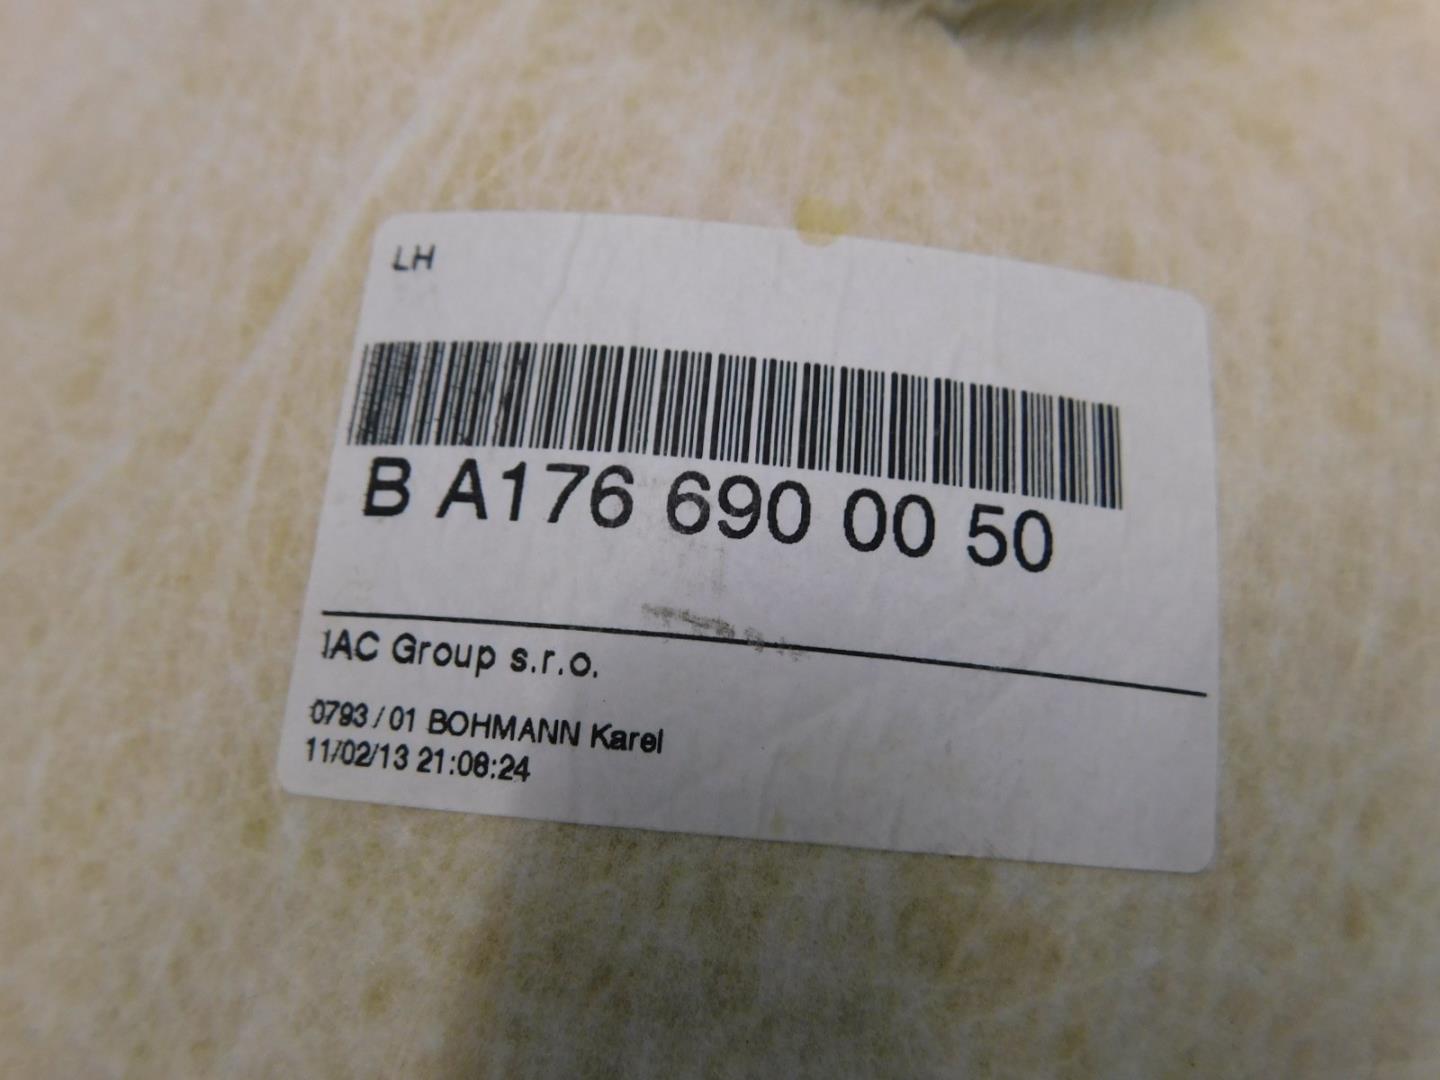 LH
B A176 690 00 50
IAC Group s.r.o.
0793 / 01 BOHMANN Karel
11/02/13 21:08:24